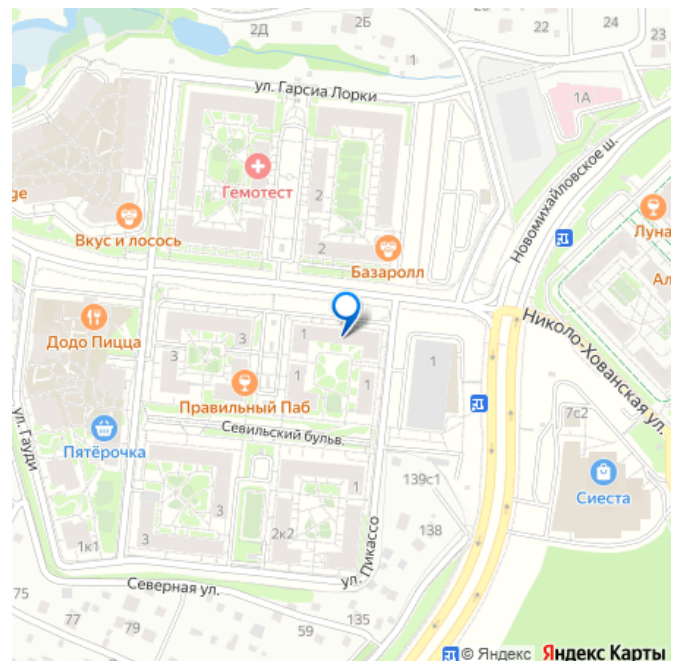 2Д
2Б
20
22
24
23
1
ул. Гарсиа Лорки
1А
Гемотест
ge
2
Новомихайловское ш.
Вкус и лосось
2
Базаролл
Луна
Ал
Додо Пицца
3
1
Николо-Хованская ул.
3
1
1
Правильный Паб
Севильский бульв.
7с2
ул. Гауди
Пятёрочка
Сиеста
1
139с1
3
138
1к1
3
2к2
ул. Пикассо
Северная ул.
75
77
79
59
135
© Яндекс Яндекс Карты